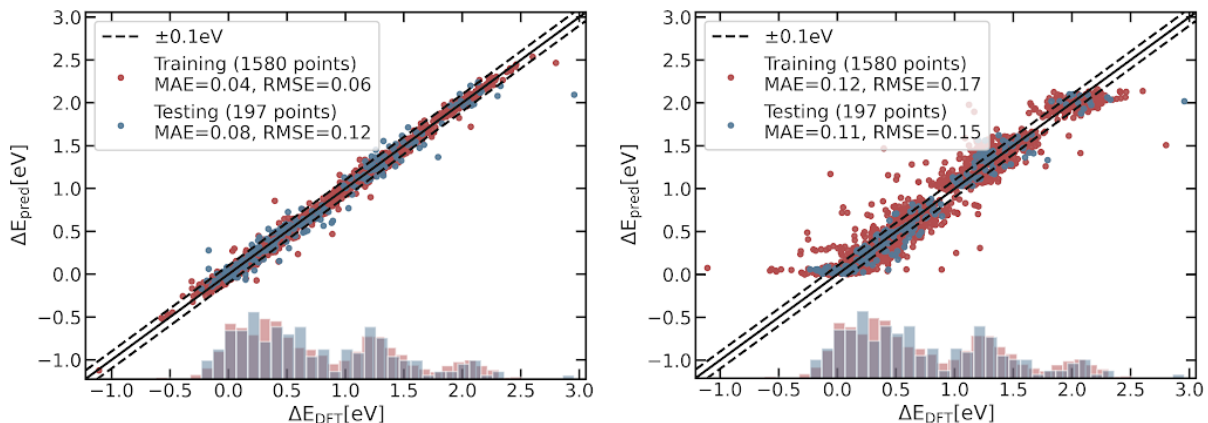 3.0
2.5
2.0
1.5
1.0
0.5
0.0
−0.5
−1.0
ΔE_pred[eV]
±0.1eV
Training (1580 points)
MAE=0.04, RMSE=0.06
Testing (197 points)
MAE=0.08, RMSE=0.12
−1.0 −0.5 0.0 0.5 1.0 1.5 2.0 2.5 3.0
ΔE_DFT[eV]
3.0
2.5
2.0
1.5
1.0
0.5
0.0
−0.5
−1.0
ΔE_pred[eV]
±0.1eV
Training (1580 points)
MAE=0.12, RMSE=0.17
Testing (197 points)
MAE=0.11, RMSE=0.15
−1.0 −0.5 0.0 0.5 1.0 1.5 2.0 2.5 3.0
ΔE_DFT[eV]